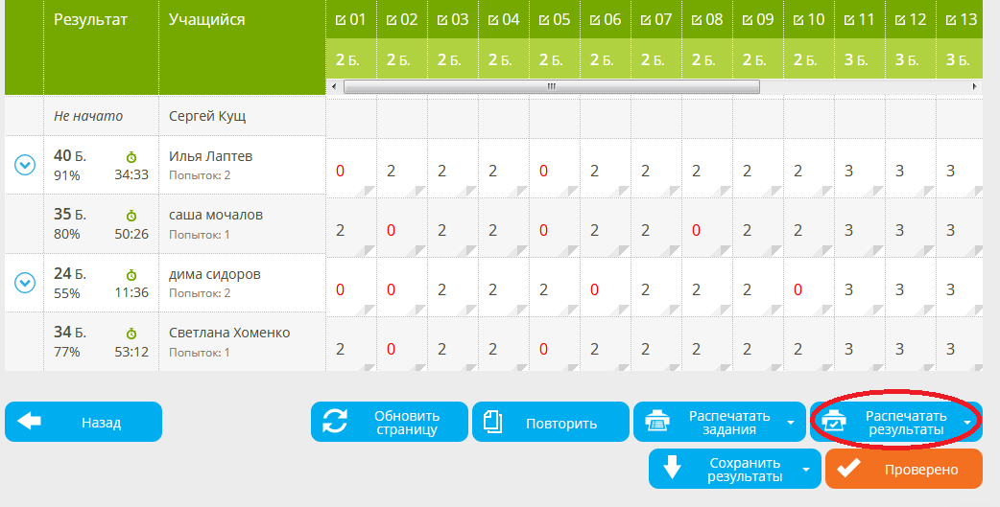 Результат Учащийся 01 02 03 04 05 06 07 08 09 10 11 12 13
2 Б. 2 Б. 2 Б. 2 Б. 2 Б. 2 Б. 2 Б. 2 Б. 2 Б. 2 Б. 3 Б. 3 Б. 3 Б.
Не начато Сергей Кущ
40 Б. Илья Лаптев
91% 34:33 Попыток: 2 0 2 2 2 0 2 2 2 2 2 3 3 3
35 Б. саша мочалов
80% 50:26 Попыток: 1 2 0 2 2 0 2 2 0 2 2 3 3 3
24 Б. дима сидоров
55% 11:36 Попыток: 2 0 0 2 2 2 0 2 2 2 0 3 3 3
34 Б. Светлана Хоменко
77% 53:12 Попыток: 1 2 0 2 2 0 2 2 2 2 2 3 3 3
Назад
Обновить
страницу
Повторить
Распечатать
задания
Распечатать
результаты
Сохранить
результаты
Проверено